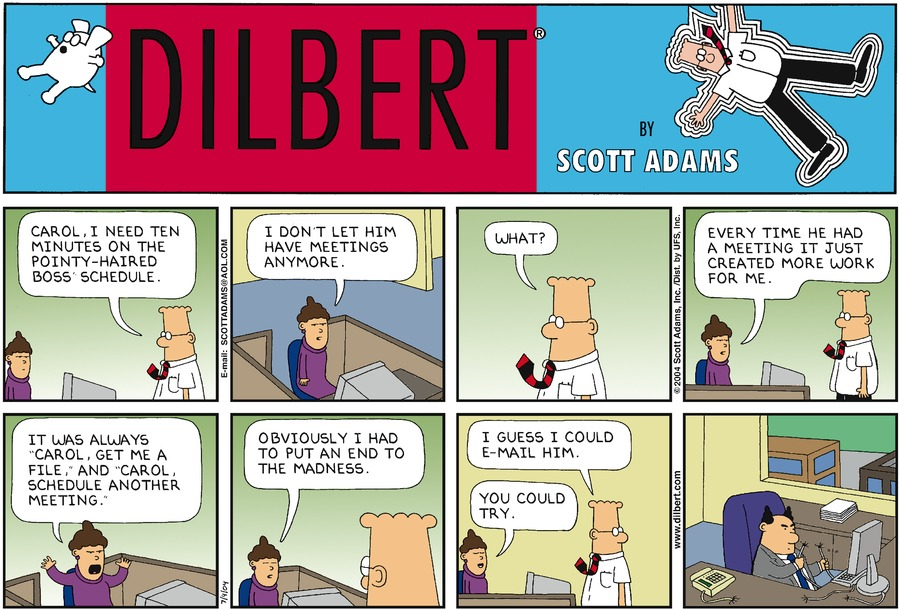 DILBERT®
BY
SCOTT ADAMS
CAROL, I NEED TEN
MINUTES ON THE
POINTY-HAIRED
BOSS' SCHEDULE.
E-mail: SCOTTADAMS@AOL.COM
I DON'T LET HIM
HAVE MEETINGS
ANYMORE.
WHAT?
© 2004 Scott Adams, Inc. /Dist. by UFS, Inc.
EVERY TIME HE HAD
A MEETING IT JUST
CREATED MORE WORK
FOR ME.
IT WAS ALWAYS
"CAROL, GET ME A
FILE," AND "CAROL,
SCHEDULE ANOTHER
MEETING."
7/4/04
OBVIOUSLY I HAD
TO PUT AN END TO
THE MADNESS.
I GUESS I COULD
E-MAIL HIM.
YOU COULD
TRY.
www.dilbert.com